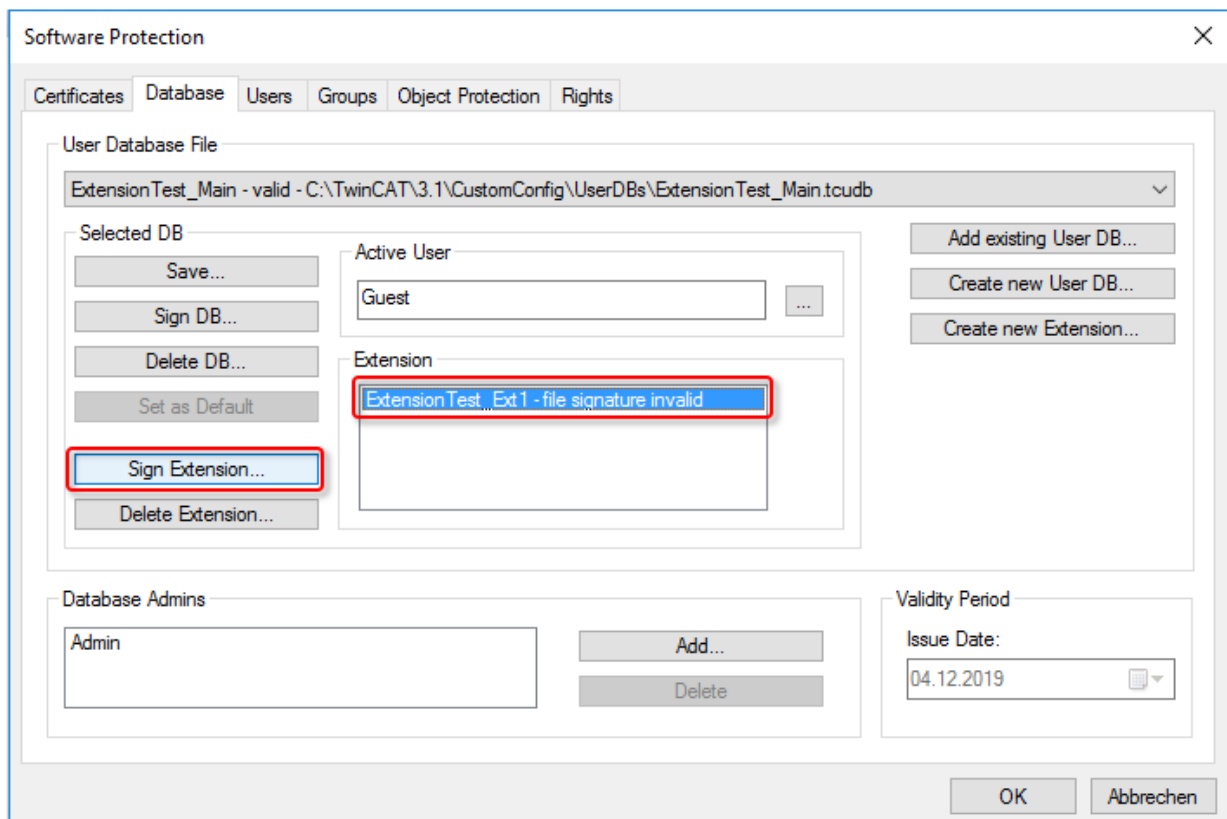 Software Protection
Certificates Database Users Groups Object Protection Rights
User Database File
ExtensionTest_Main - valid - C:\TwinCAT\3.1\CustomConfig\UserDBs\ExtensionTest_Main.tcudb
Selected DB
Save...
Sign DB...
Delete DB...
Set as Default
Sign Extension...
Delete Extension...
Active User
Guest
...
Extension
ExtensionTest_Ext1 - file signature invalid
Add existing User DB...
Create new User DB...
Create new Extension...
Database Admins
Admin
Add...
Delete
Validity Period
Issue Date:
04.12.2019
OK
Abbrechen